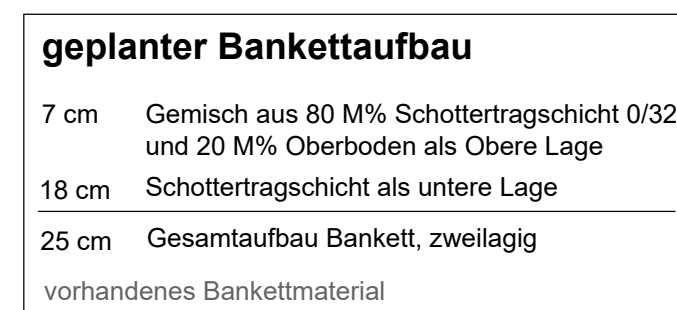 geplanter Bankettaufbau
7 cm Gemisch aus 80 M% Schottertragschicht 0/32
und 20 M% Oberboden als Obere Lage
18 cm Schottertragschicht als untere Lage
25 cm Gesamtaufbau Bankett, zweilagig
vorhandenes Bankettmaterial